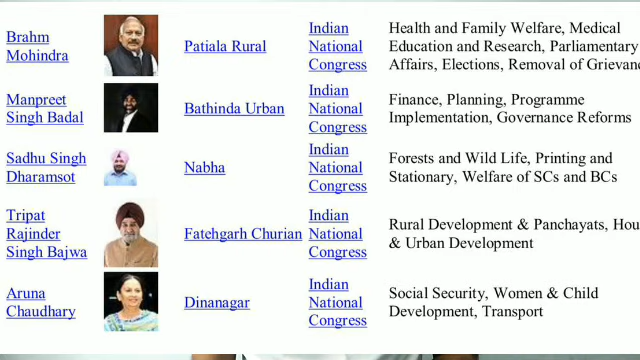 Brahm
Mohindra
Patiala Rural
Indian
National
Congress
Health and Family Welfare, Medical
Education and Research, Parliamentary
Affairs, Elections, Removal of
Manpreet
Singh Badal
Bathinda Urban
Indian
National
Congress
Finance, Planning, Programme
Implementation, Governance Reforms
Sadhu Singh
Dharamsot
Nabha
Indian
National
Congress
Forests and Wild Life, Printing and
Stationary, Welfare of SCs and BCs
Tripat
Rajinder
Singh Bajwa
Fatehgarh Churian
Indian
National
Congress
Rural Development & Panchayats,
& Urban Development
Aruna
Chaudhary
Dinanagar
Indian
National
Congress
Social Security, Women & Child
Development, Transport